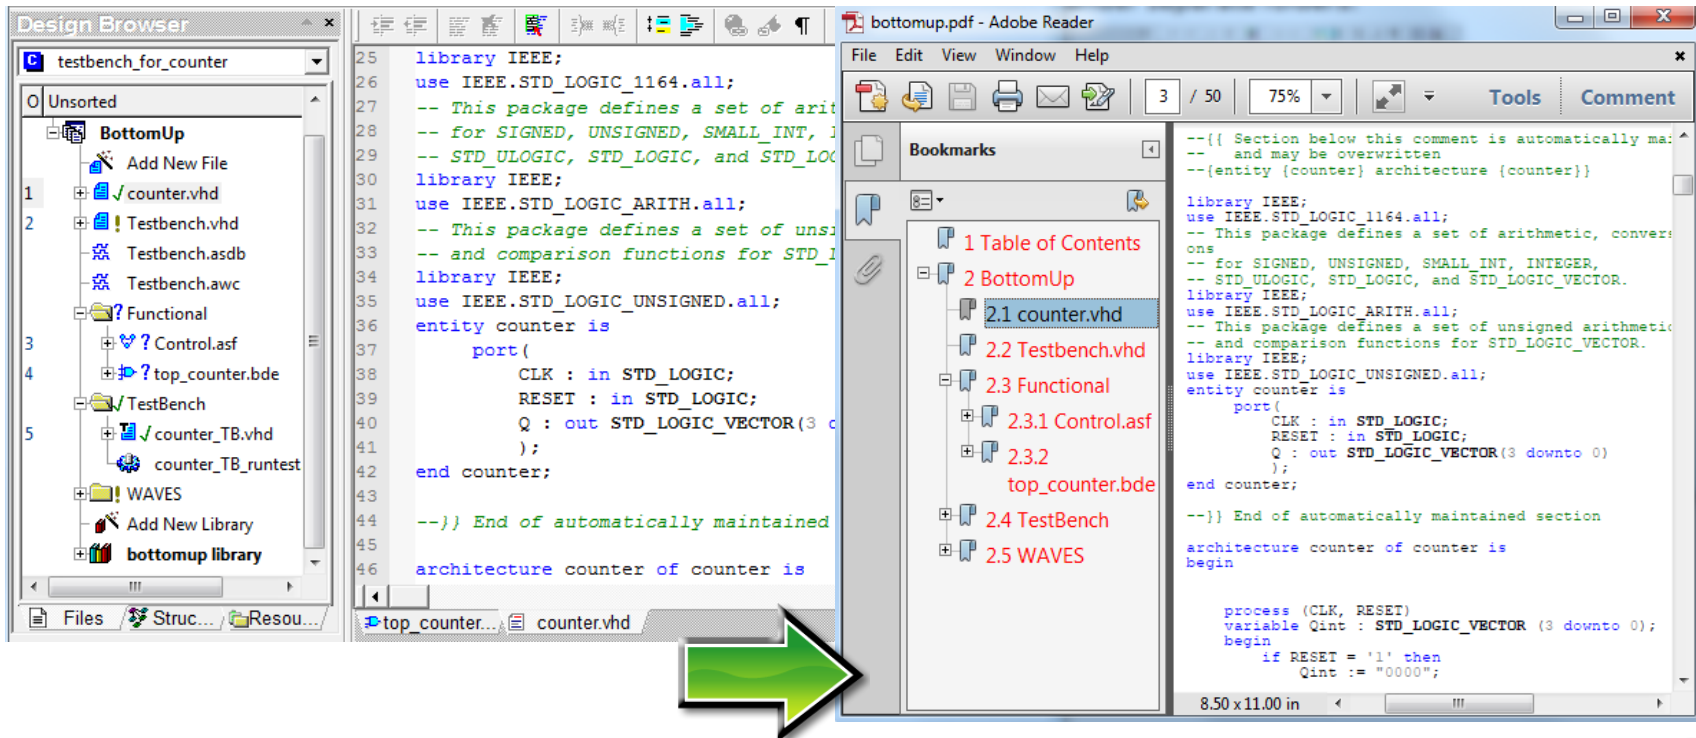 Design Browser
testbench_for_counter
O Unsorted
BottomUp
Add New File
1 counter.vhd
2 Testbench.vhd
Testbench.asdb
Testbench.awc
Functional
3 Control.asf
4 top_counter.bde
TestBench
5 counter_TB.vhd
counter_TB_runtest
WAVES
Add New Library
bottomup library
Files
Struc...
Resou...
25 library IEEE;
26 use IEEE.STD_LOGIC_1164.all;
27 -- This package defines a set of arit
28 -- for SIGNED, UNSIGNED, SMALL_INT, I
29 -- STD_ULOGIC, STD_LOGIC, and STD_LOG
30 library IEEE;
31 use IEEE.STD_LOGIC_ARITH.all;
32 -- This package defines a set of unsi
33 -- and comparison functions for STD_L
34 library IEEE;
35 use IEEE.STD_LOGIC_UNSIGNED.all;
36 entity counter is
37 port(
38 CLK : in STD_LOGIC;
39 RESET : in STD_LOGIC;
40 Q : out STD_LOGIC_VECTOR(3 d
41 );
42 end counter;
43
44 --}} End of automatically maintained
45
46 architecture counter of counter is
top_counter...
counter.vhd
bottomup.pdf - Adobe Reader
File Edit View Window Help
3 / 50 75% Tools Comment
Bookmarks
1 Table of Contents
2 BottomUp
2.1 counter.vhd
2.2 Testbench.vhd
2.3 Functional
2.3.1 Control.asf
2.3.2
top_counter.bde
2.4 TestBench
2.5 WAVES
--{{ Section below this comment is automatically mai
-- and may be overwritten
--{entity {counter} architecture {counter}}
library IEEE;
use IEEE.STD_LOGIC_1164.all;
-- This package defines a set of arithmetic, convers
ons
-- for SIGNED, UNSIGNED, SMALL_INT, INTEGER,
-- STD_ULOGIC, STD_LOGIC, and STD_LOGIC_VECTOR.
library IEEE;
use IEEE.STD_LOGIC_ARITH.all;
-- This package defines a set of unsigned arithmetic
-- and comparison functions for STD_LOGIC_VECTOR.
library IEEE;
use IEEE.STD_LOGIC_UNSIGNED.all;
entity counter is
port(
CLK : in STD_LOGIC;
RESET : in STD_LOGIC;
Q : out STD_LOGIC_VECTOR(3 downto 0)
);
end counter;
--}} End of automatically maintained section
architecture counter of counter is
begin
process (CLK, RESET)
variable Qint : STD_LOGIC_VECTOR (3 downto 0);
begin
if RESET = '1' then
Qint := "0000";
8.50 x 11.00 in